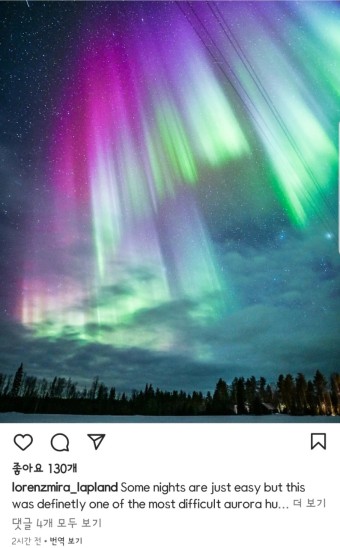 좋아요 130개
lorenzmira_lapland Some nights are just easy but this
was definetly one of the most difficult aurora hu... 더 보기
댓글 4개 모두 보기
2시간 전 • 번역 보기